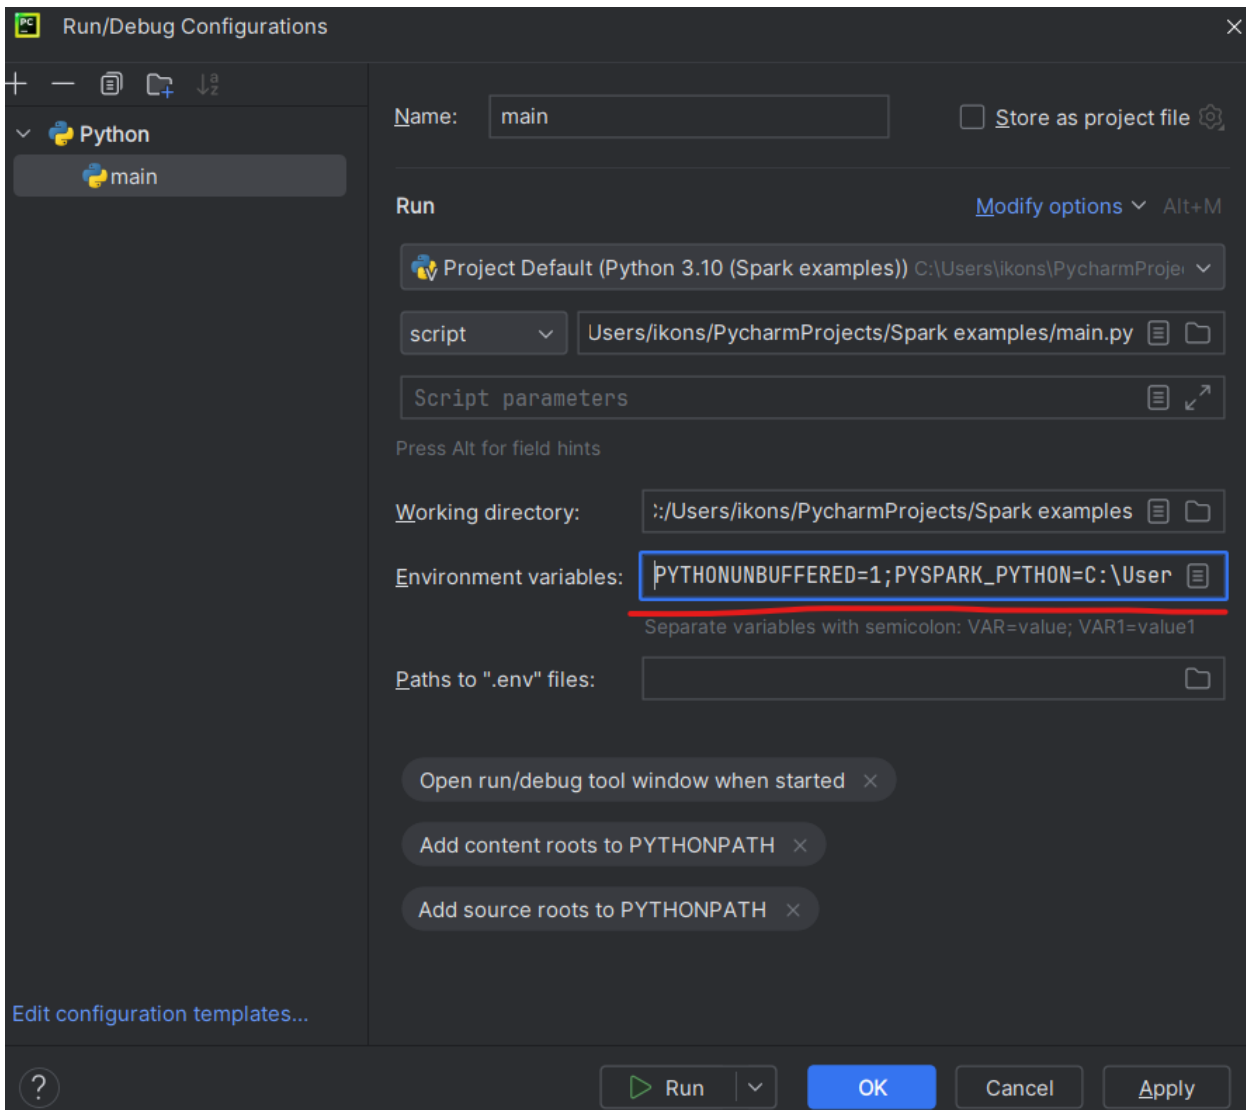 PC Run/Debug Configurations
Python
main
Edit configuration templates...
Name: main Store as project file
Run Modify options Alt+M
Project Default (Python 3.10 (Spark examples)) C:\Users\ikons\PycharmProje
script Users/ikons/PycharmProjects/Spark examples/main.py
Script parameters
Press Alt for field hints
Working directory: :/Users/ikons/PycharmProjects/Spark examples
Environment variables: PYTHONUNBUFFERED=1;PYSPARK_PYTHON=C:\User
Separate variables with semicolon: VAR=value; VAR1=value1
Paths to ".env" files:
Open run/debug tool window when started
Add content roots to PYTHONPATH
Add source roots to PYTHONPATH
? Run OK Cancel Apply